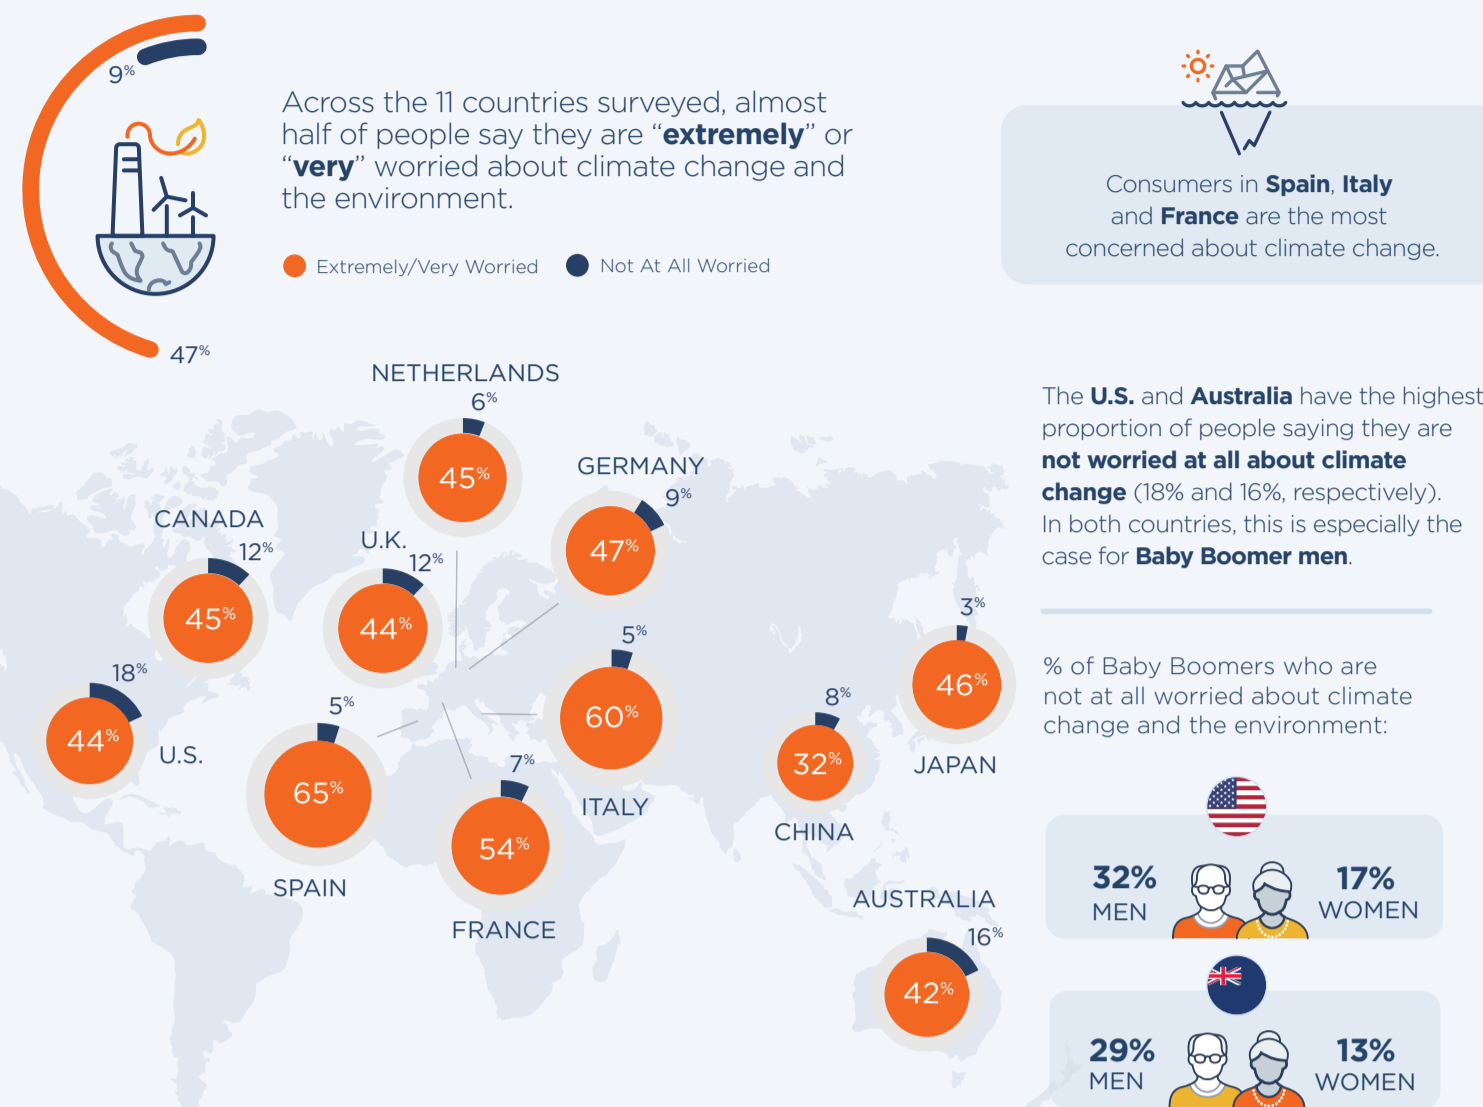 9%
47%
Across the 11 countries surveyed, almost
half of people say they are “extremely” or
“very” worried about climate change and
the environment.
Extremely/Very Worried
Not At All Worried
Consumers in Spain, Italy
and France are the most
concerned about climate change.
NETHERLANDS
6%
45%
GERMANY
9%
47%
CANADA
12%
45%
U.K.
12%
44%
18%
44%
U.S.
5%
65%
SPAIN
7%
54%
FRANCE
5%
60%
ITALY
8%
32%
CHINA
3%
46%
JAPAN
AUSTRALIA
16%
42%
The U.S. and Australia have the highest
proportion of people saying they are
not worried at all about climate
change (18% and 16%, respectively).
In both countries, this is especially the
case for Baby Boomer men.
% of Baby Boomers who are
not at all worried about climate
change and the environment:
32%
MEN
17%
WOMEN
29%
MEN
13%
WOMEN